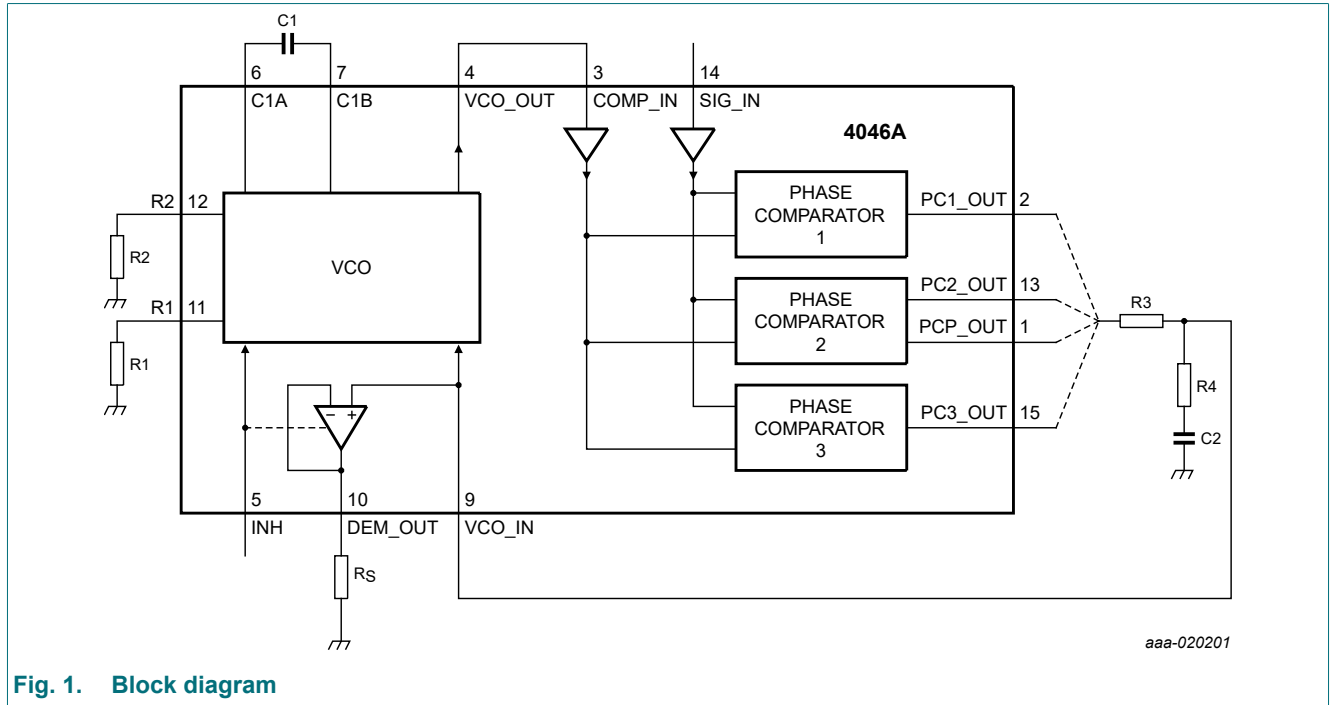 C1
6 7 4 3 14
C1A C1B VCO_OUT COMP_IN SIG_IN
4046A
R2 12
R2
R1 11
R1
VCO
PHASE
COMPARATOR
1
PC1_OUT 2
PHASE
COMPARATOR
2
PC2_OUT 13
PCP_OUT 1
PHASE
COMPARATOR
3
PC3_OUT 15
R3
R4
C2
− +
5 10 9
INH DEM_OUT VCO_IN
RS
aaa-020201
Fig. 1. Block diagram